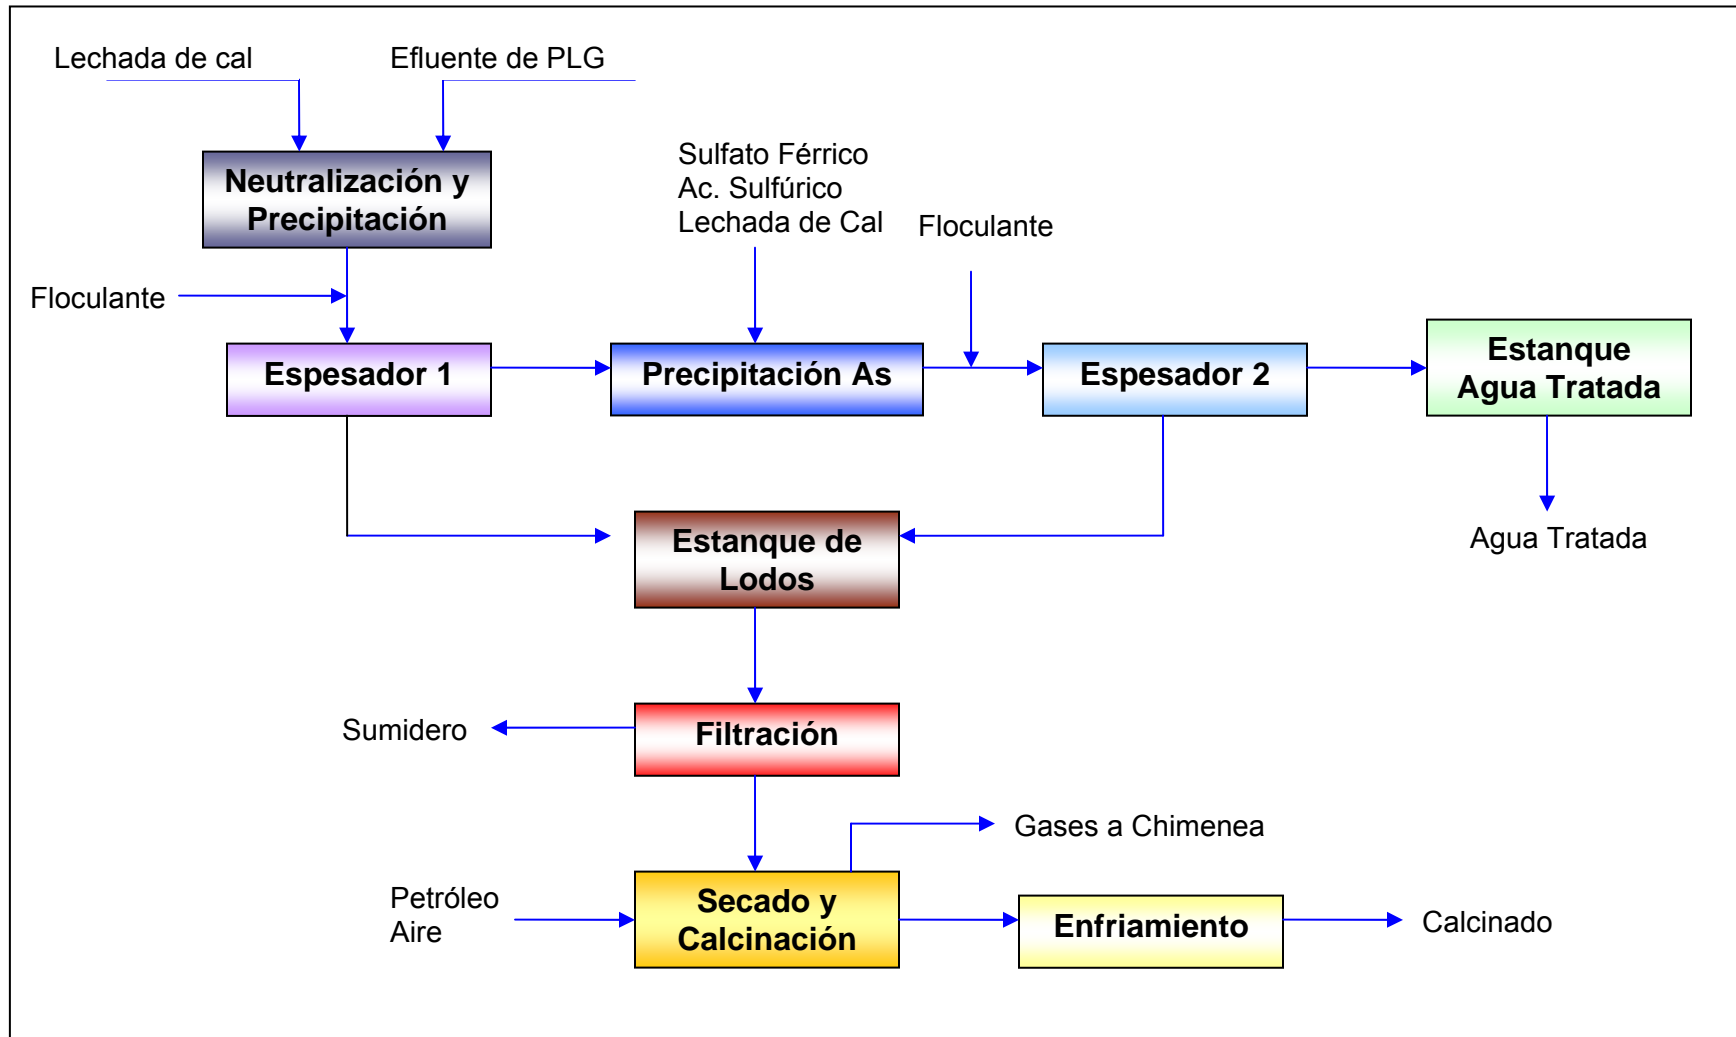 Lechada de cal
Efluente de PLG
Neutralización y
Precipitación
Sulfato Férrico
Ac. Sulfúrico
Lechada de Cal
Floculante
Floculante
Espesador 1
Precipitación As
Espesador 2
Estanque
Agua Tratada
Estanque de
Lodos
Agua Tratada
Sumidero
Filtración
Gases a Chimenea
Petróleo
Aire
Secado y
Calcinación
Enfriamiento
Calcinado